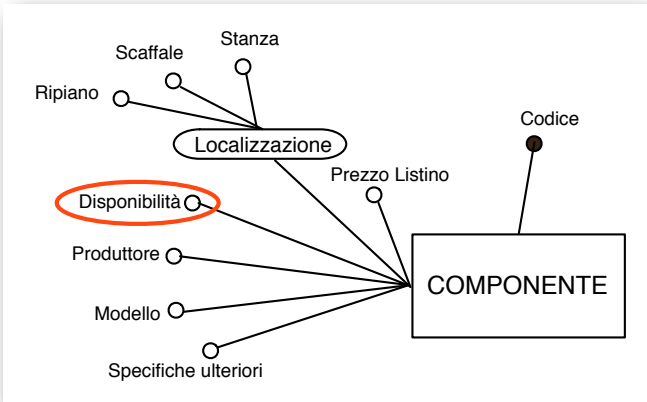 Stanza
Scaffale
Ripiano
Codice
Localizzazione
Prezzo Listino
Disponibilità
Produttore
COMPONENTE
Modello
Specifiche ulteriori